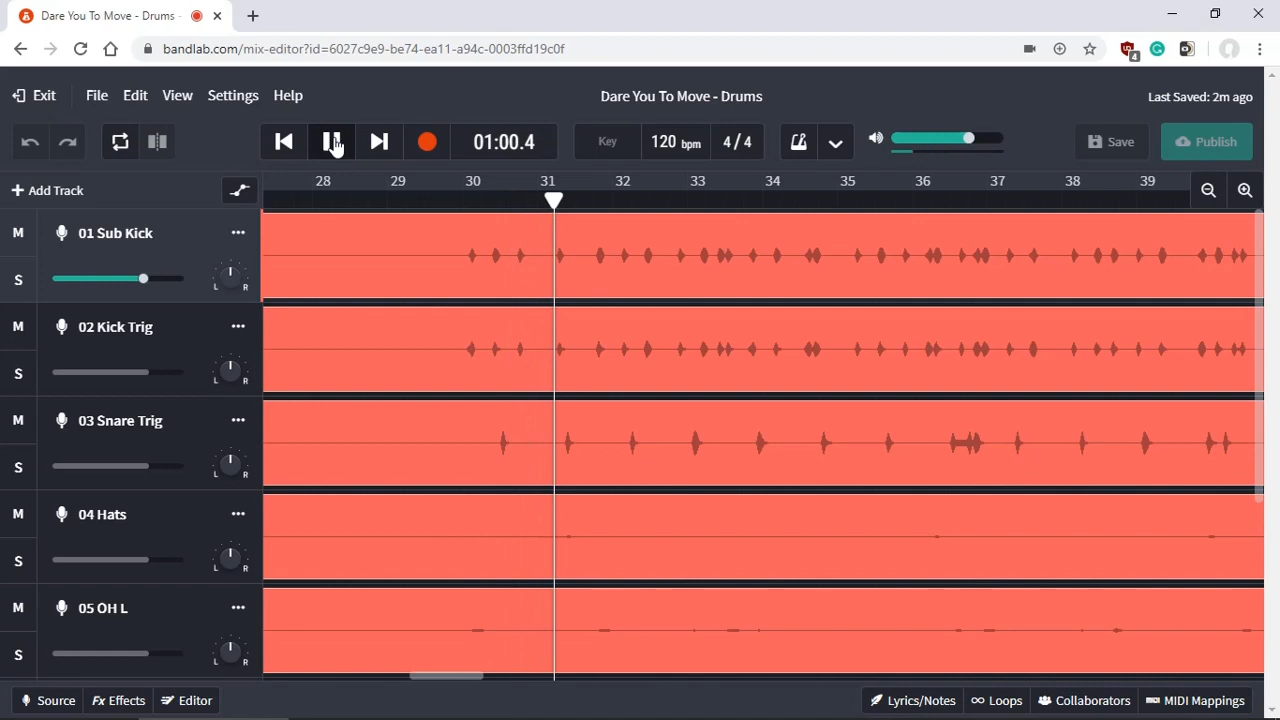 Dare You To Move - Drums -
bandlab.com/mix-editor?id=6027c9e9-be74-ea11-a94c-0003ffd19c0f
4
Exit File Edit View Settings Help Dare You To Move - Drums Last Saved: 2m ago
01:00.4 Key 120 bpm 4 / 4 Save Publish
+ Add Track 28 29 30 31 32 33 34 35 36 37 38 39
M 01 Sub Kick
S L R
M 02 Kick Trig
S L R
M 03 Snare Trig
S L R
M 04 Hats
S L R
M 05 OH L
S L R
Source Fx Effects Editor Lyrics/Notes Loops Collaborators MIDI Mappings